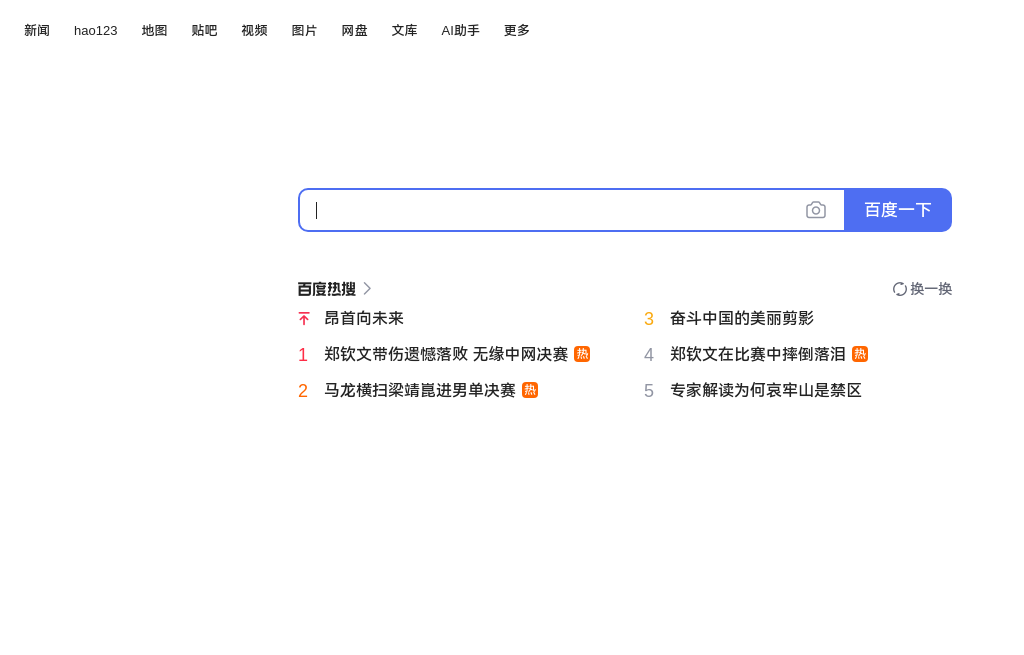 新闻 hao123 地图 贴吧 视频 图片 网盘 文库 AI助手 更多
百度一下
百度热搜 换一换
昂首向未来
1 郑钦文带伤遗憾落败 无缘中网决赛 热
2 马龙横扫梁靖崑进男单决赛 热
3 奋斗中国的美丽剪影
4 郑钦文在比赛中摔倒落泪 热
5 专家解读为何哀牢山是禁区